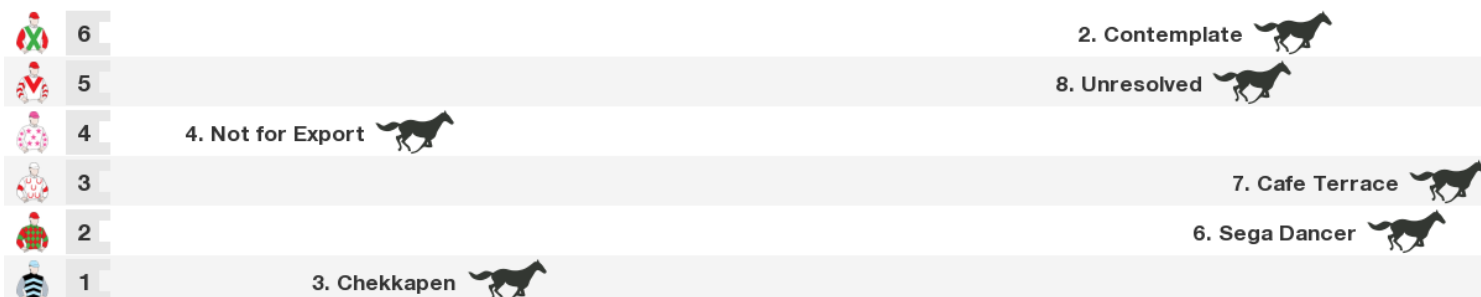 6 2. Contemplate
5 8. Unresolved
4 4. Not for Export
3 7. Cafe Terrace
2 6. Sega Dancer
1 3. Chekkapen